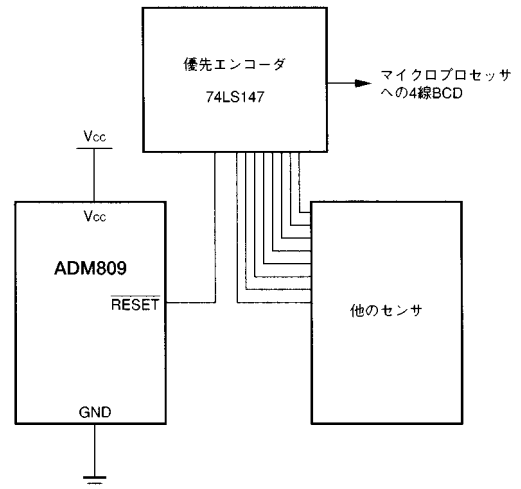 優先エンコーダ
74LS147
マイクロプロセッサ
への4線BCD
Vcc
Vcc
ADM809
RESET
他のセンサ
GND